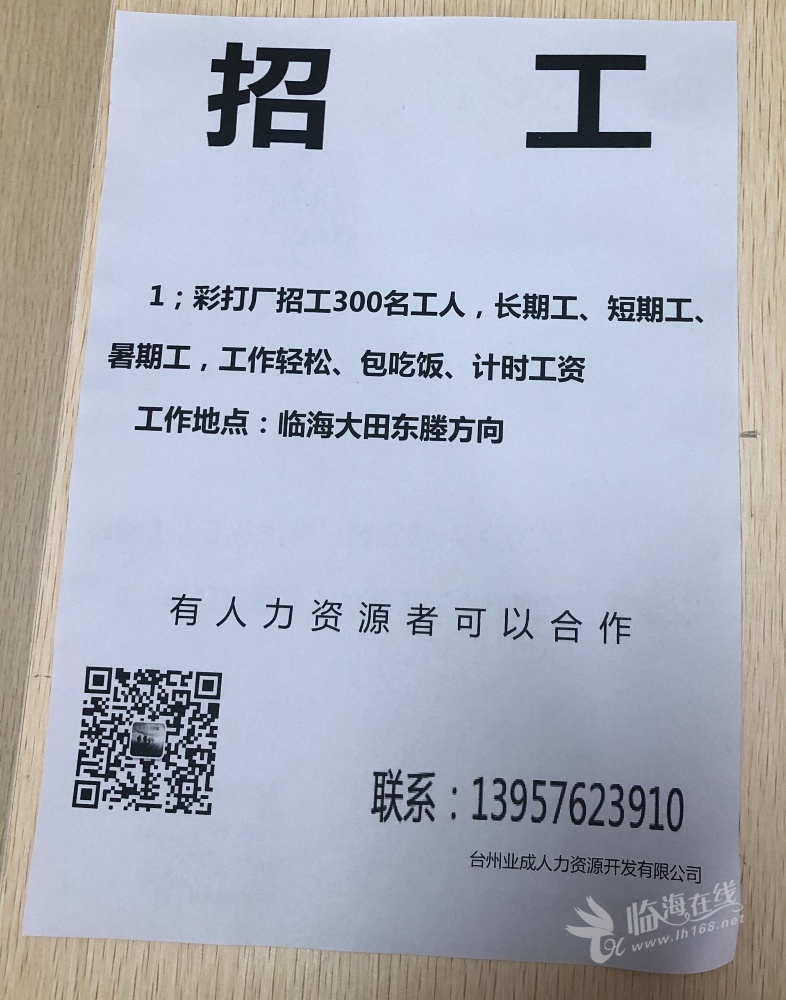 招 工
1；彩打厂招工300名工人，长期工、短期工、
暑期工，工作轻松、包吃饭、计时工资
工作地点：临海大田东塍方向
有人力资源者可以合作
联系：13957623910
台州业成人力资源开发有限公司
临海在线
www.lh168.net